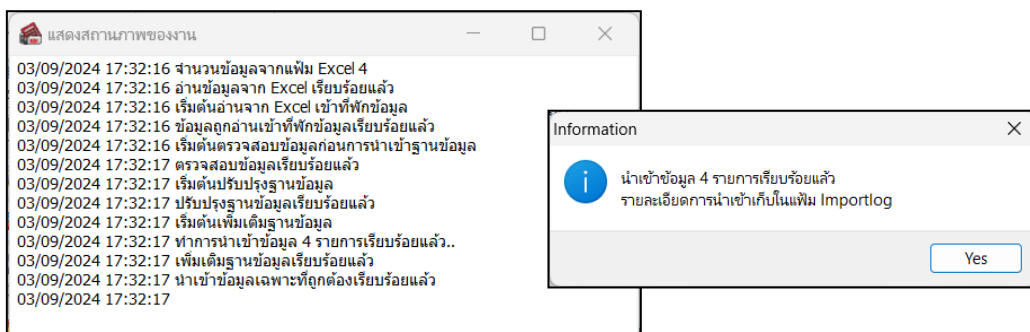 แสดงสถานภาพของงาน
03/09/2024 17:32:16 จำนวนข้อมูลจากแฟ้ม Excel 4
03/09/2024 17:32:16 อ่านข้อมูลจาก Excel เรียบร้อยแล้ว
03/09/2024 17:32:16 เริ่มต้นอ่านจาก Excel เข้าที่พักข้อมูล
03/09/2024 17:32:16 ข้อมูลถูกอ่านเข้าที่พักข้อมูลเรียบร้อยแล้ว
03/09/2024 17:32:16 เริ่มต้นตรวจสอบข้อมูลก่อนการนำเข้าฐานข้อมูล
03/09/2024 17:32:17 ตรวจสอบข้อมูลเรียบร้อยแล้ว
03/09/2024 17:32:17 เริ่มต้นปรับปรุงฐานข้อมูล
03/09/2024 17:32:17 ปรับปรุงฐานข้อมูลเรียบร้อยแล้ว
03/09/2024 17:32:17 เริ่มต้นเพิ่มเติมฐานข้อมูล
03/09/2024 17:32:17 ทำการนำเข้าข้อมูล 4 รายการเรียบร้อยแล้ว..
03/09/2024 17:32:17 เพิ่มเติมฐานข้อมูลเรียบร้อยแล้ว
03/09/2024 17:32:17 นำเข้าข้อมูลเฉพาะที่ถูกต้องเรียบร้อยแล้ว
03/09/2024 17:32:17
Information
นำเข้าข้อมูล 4 รายการเรียบร้อยแล้ว
รายละเอียดการนำเข้าเก็บในแฟ้ม Importlog
Yes